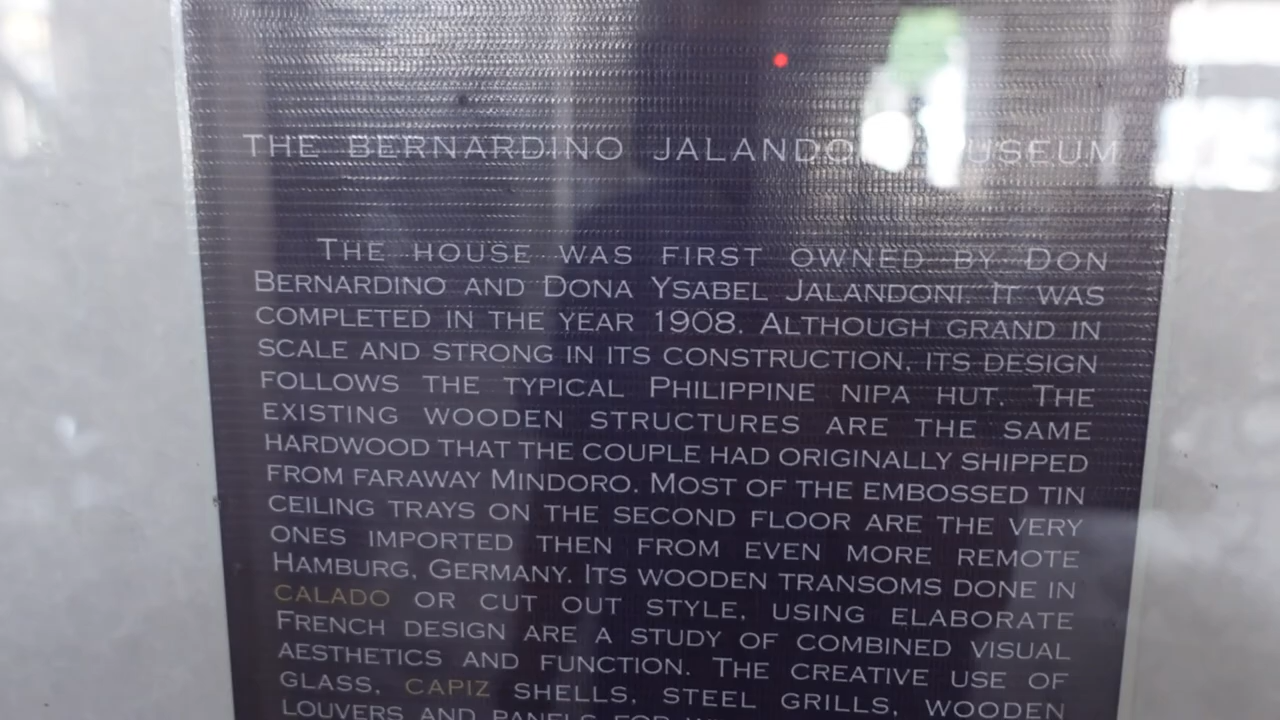 THE BERNARDINO JALANDO USEUM
THE HOUSE WAS FIRST OWNED BY DON
BERNARDINO AND DONA YSABEL JALANDONI. IT WAS
COMPLETED IN THE YEAR 1908. ALTHOUGH GRAND IN
SCALE AND STRONG IN ITS CONSTRUCTION, ITS DESIGN
FOLLOWS THE TYPICAL PHILIPPINE NIPA HUT. THE
EXISTING WOODEN STRUCTURES ARE THE SAME
HARDWOOD THAT THE COUPLE HAD ORIGINALLY SHIPPED
FROM FARAWAY MINDORO. MOST OF THE EMBOSSED TIN
CEILING TRAYS ON THE SECOND FLOOR ARE THE VERY
ONES IMPORTED THEN FROM EVEN MORE REMOTE
HAMBURG, GERMANY. ITS WOODEN TRANSOMS DONE IN
CALADO OR CUT OUT STYLE, USING ELABORATE
FRENCH DESIGN ARE A STUDY OF COMBINED VISUAL
AESTHETICS AND FUNCTION. THE CREATIVE USE OF
GLASS, CAPIZ SHELLS, STEEL GRILLS, WOODEN
LOUVERS AND PANELS FOR